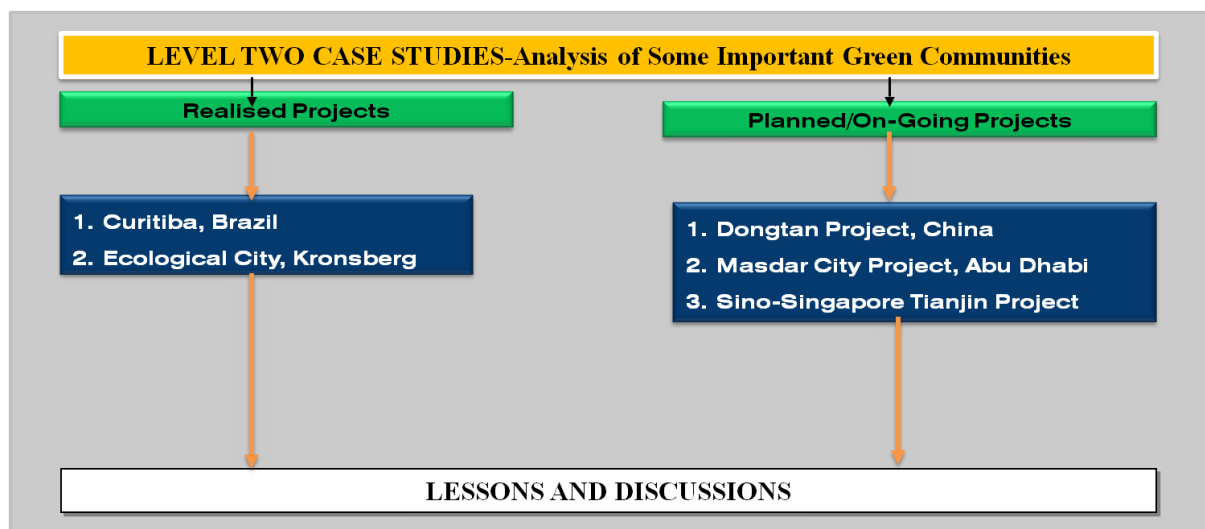 LEVEL TWO CASE STUDIES-Analysis of Some Important Green Communities
Realised Projects
Planned/On-Going Projects
1. Curitiba, Brazil
2. Ecological City, Kronsberg
1. Dongtan Project, China
2. Masdar City Project, Abu Dhabi
3. Sino-Singapore Tianjin Project
LESSONS AND DISCUSSIONS